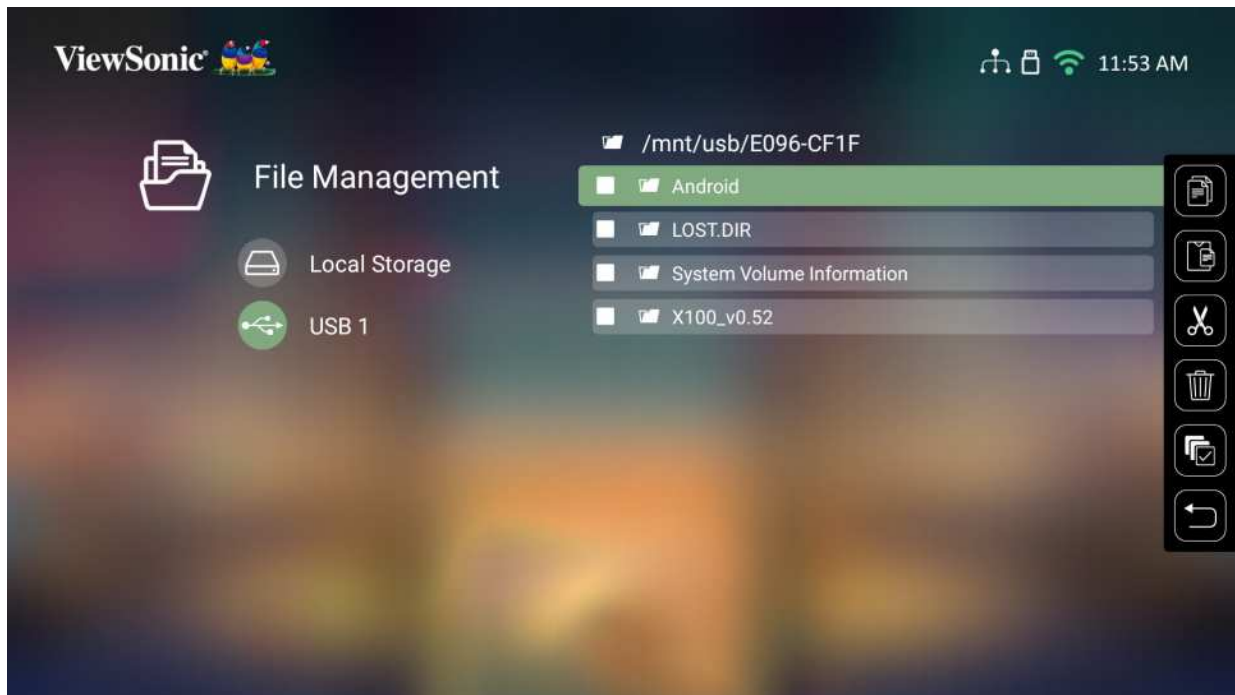 ViewSonic
11:53 AM
File Management
Local Storage
USB 1
/mnt/usb/E096-CF1F
Android
LOST.DIR
System Volume Information
X100_v0.52